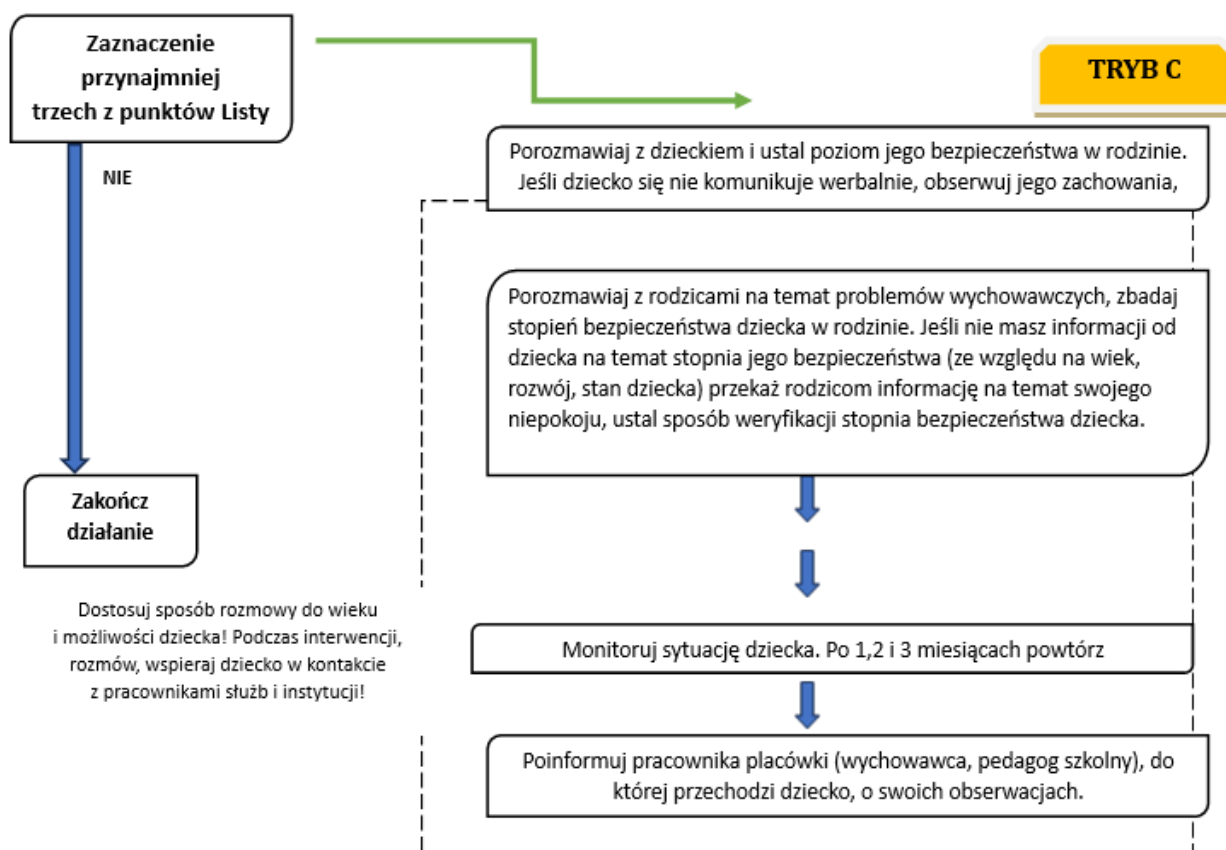 Zaznaczenie
przynajmniej
trzech z punktów Listy
TRYB C
NIE
Porozmawiaj z dzieckiem i ustal poziom jego bezpieczeństwa w rodzinie.
Jeśli dziecko się nie komunikuje werbalnie, obserwuj jego zachowania,
Porozmawiaj z rodzicami na temat problemów wychowawczych, zbadaj
stopień bezpieczeństwa dziecka w rodzinie. Jeśli nie masz informacji od
dziecka na temat stopnia jego bezpieczeństwa (ze względu na wiek,
rozwój, stan dziecka) przekaż rodzicom informację na temat swojego
niepokoju, ustal sposób weryfikacji stopnia bezpieczeństwa dziecka.
Zakończ
działanie
Dostosuj sposób rozmowy do wieku
i możliwości dziecka! Podczas interwencji,
rozmów, wspieraj dziecko w kontakcie
z pracownikami służb i instytucji!
Monitoruj sytuację dziecka. Po 1,2 i 3 miesiącach powtórz
Poinformuj pracownika placówki (wychowawca, pedagog szkolny), do
której przechodzi dziecko, o swoich obserwacjach.